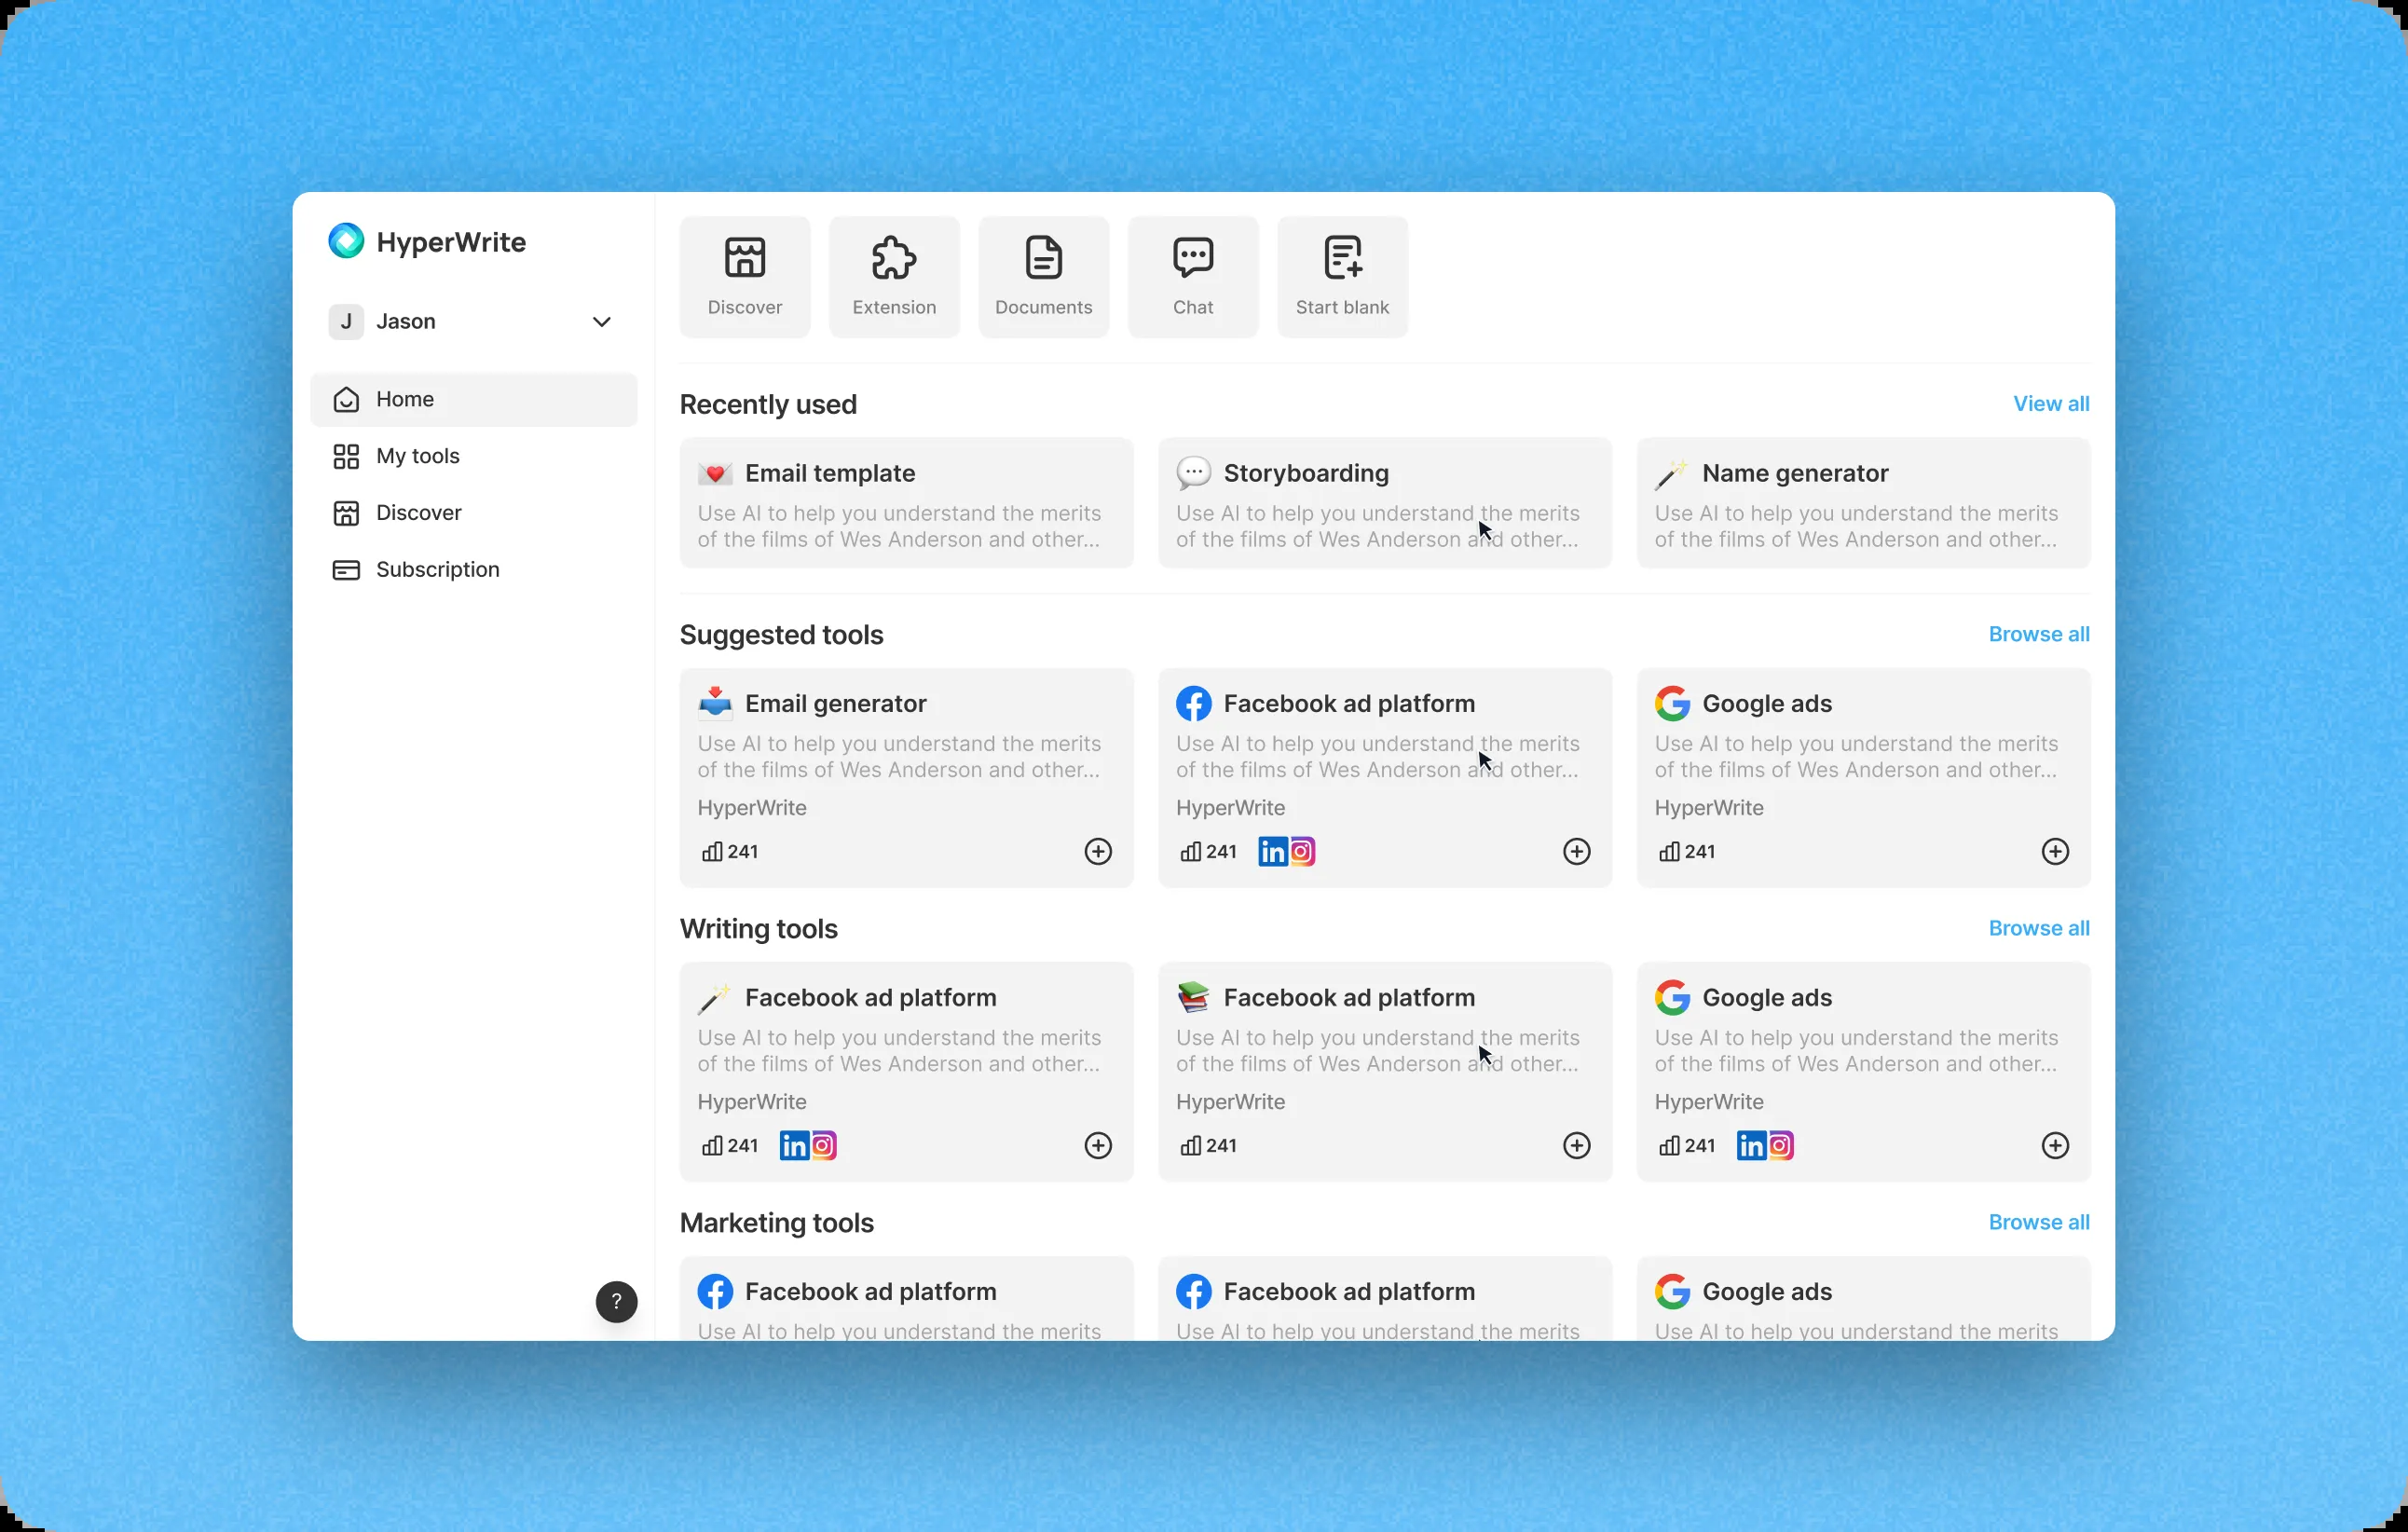 HyperWrite
J Jason
Home
My tools
Discover
Subscription
?
Discover
Extension
Documents
Chat
Start blank
Recently used
View all
Email template
Use AI to help you understand the merits
of the films of Wes Anderson and other...
Storyboarding
Use AI to help you understand the merits
of the films of Wes Anderson and other...
Name generator
Use AI to help you understand the merits
of the films of Wes Anderson and other...
Suggested tools
Browse all
Email generator
Use AI to help you understand the merits
of the films of Wes Anderson and other...
HyperWrite
241
Facebook ad platform
Use AI to help you understand the merits
of the films of Wes Anderson and other...
HyperWrite
241 in
Google ads
Use AI to help you understand the merits
of the films of Wes Anderson and other...
HyperWrite
241
Writing tools
Browse all
Facebook ad platform
Use AI to help you understand the merits
of the films of Wes Anderson and other...
HyperWrite
241 in
Facebook ad platform
Use AI to help you understand the merits
of the films of Wes Anderson and other...
HyperWrite
241
Google ads
Use AI to help you understand the merits
of the films of Wes Anderson and other...
HyperWrite
241 in
Marketing tools
Browse all
Facebook ad platform
Use AI to help you understand the merits
Facebook ad platform
Use AI to help you understand the merits
Google ads
Use AI to help you understand the merits